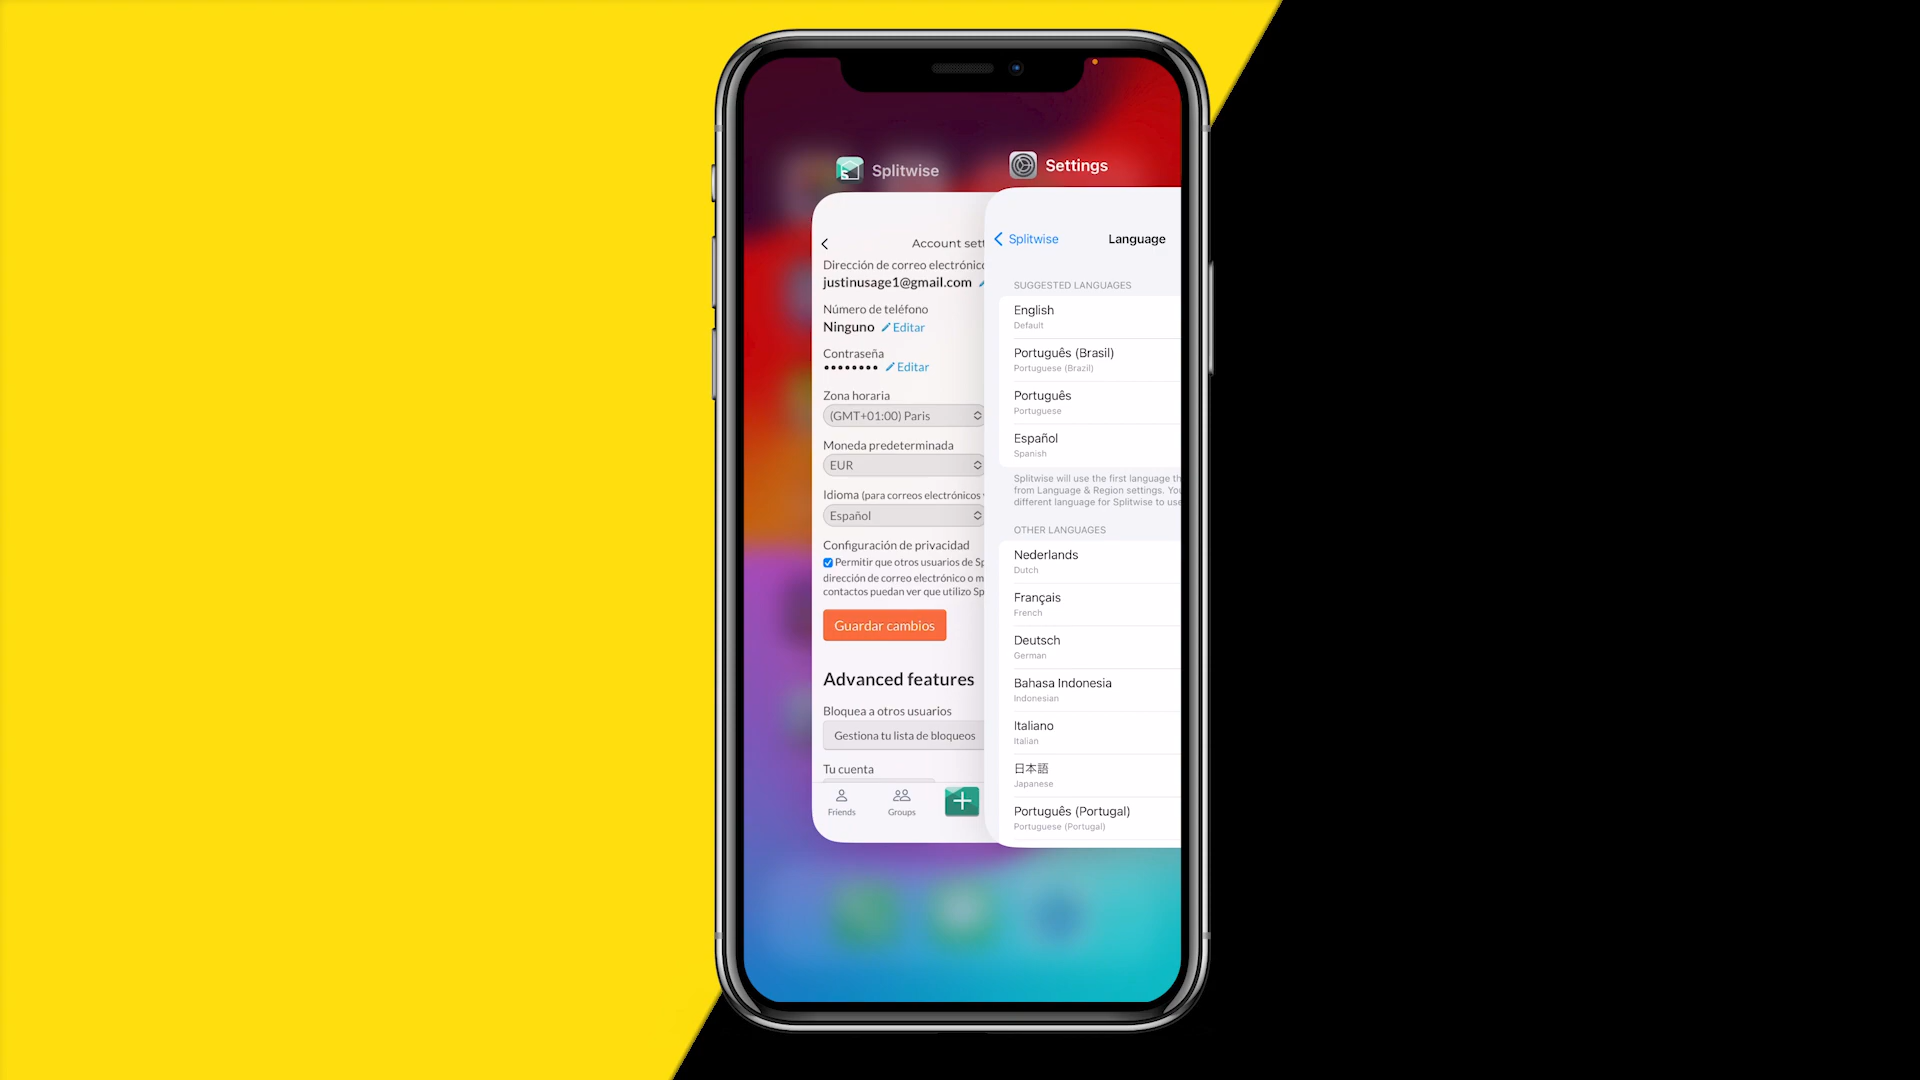 Splitwise
Account sett
Dirección de correo electrónico
justinusage1@gmail.com
Número de teléfono
Ninguno Editar
Contraseña
•••••••• Editar
Zona horaria
(GMT+01:00) Paris
Moneda predeterminada
EUR
Idioma (para correos electrónicos
Español
Configuración de privacidad
Permitir que otros usuarios de Sp
dirección de correo electrónico o m
contactos puedan ver que utilizo Sp
Guardar cambios
Advanced features
Bloquea a otros usuarios
Gestiona tu lista de bloqueos
Tu cuenta
Friends
Groups
Settings
Splitwise
Language
SUGGESTED LANGUAGES
English
Default
Português (Brasil)
Portuguese (Brazil)
Português
Portuguese
Español
Spanish
Splitwise will use the first language th
from Language & Region settings. You
different language for Splitwise to use
OTHER LANGUAGES
Nederlands
Dutch
Français
French
Deutsch
German
Bahasa Indonesia
Indonesian
Italiano
Italian
日本語
Japanese
Português (Portugal)
Portuguese (Portugal)